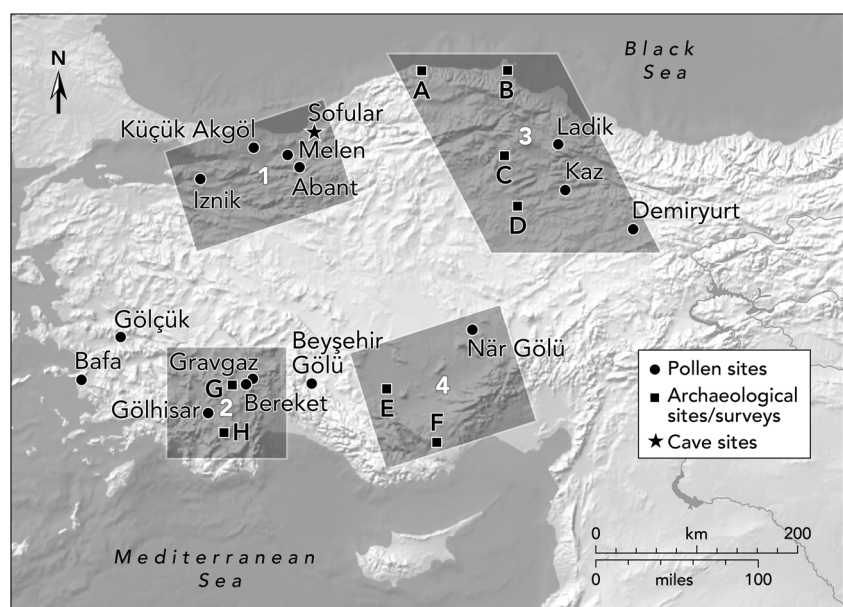 Black
Sea
N
A
B
Sofular
Küçük Akgöl
Melen
Ladik
3
1
C
Abant
Kaz
İznik
D
Demiryurt
Gölçük
Beyşehir
Gölü
När Gölü
Bafa
Gravgaz
4
G
Bereket
E
2
Gölhisar
F
H
Pollen sites
Archaeological
sites/surveys
Cave sites
0 km 200
0 miles 100
Mediterranean
Sea